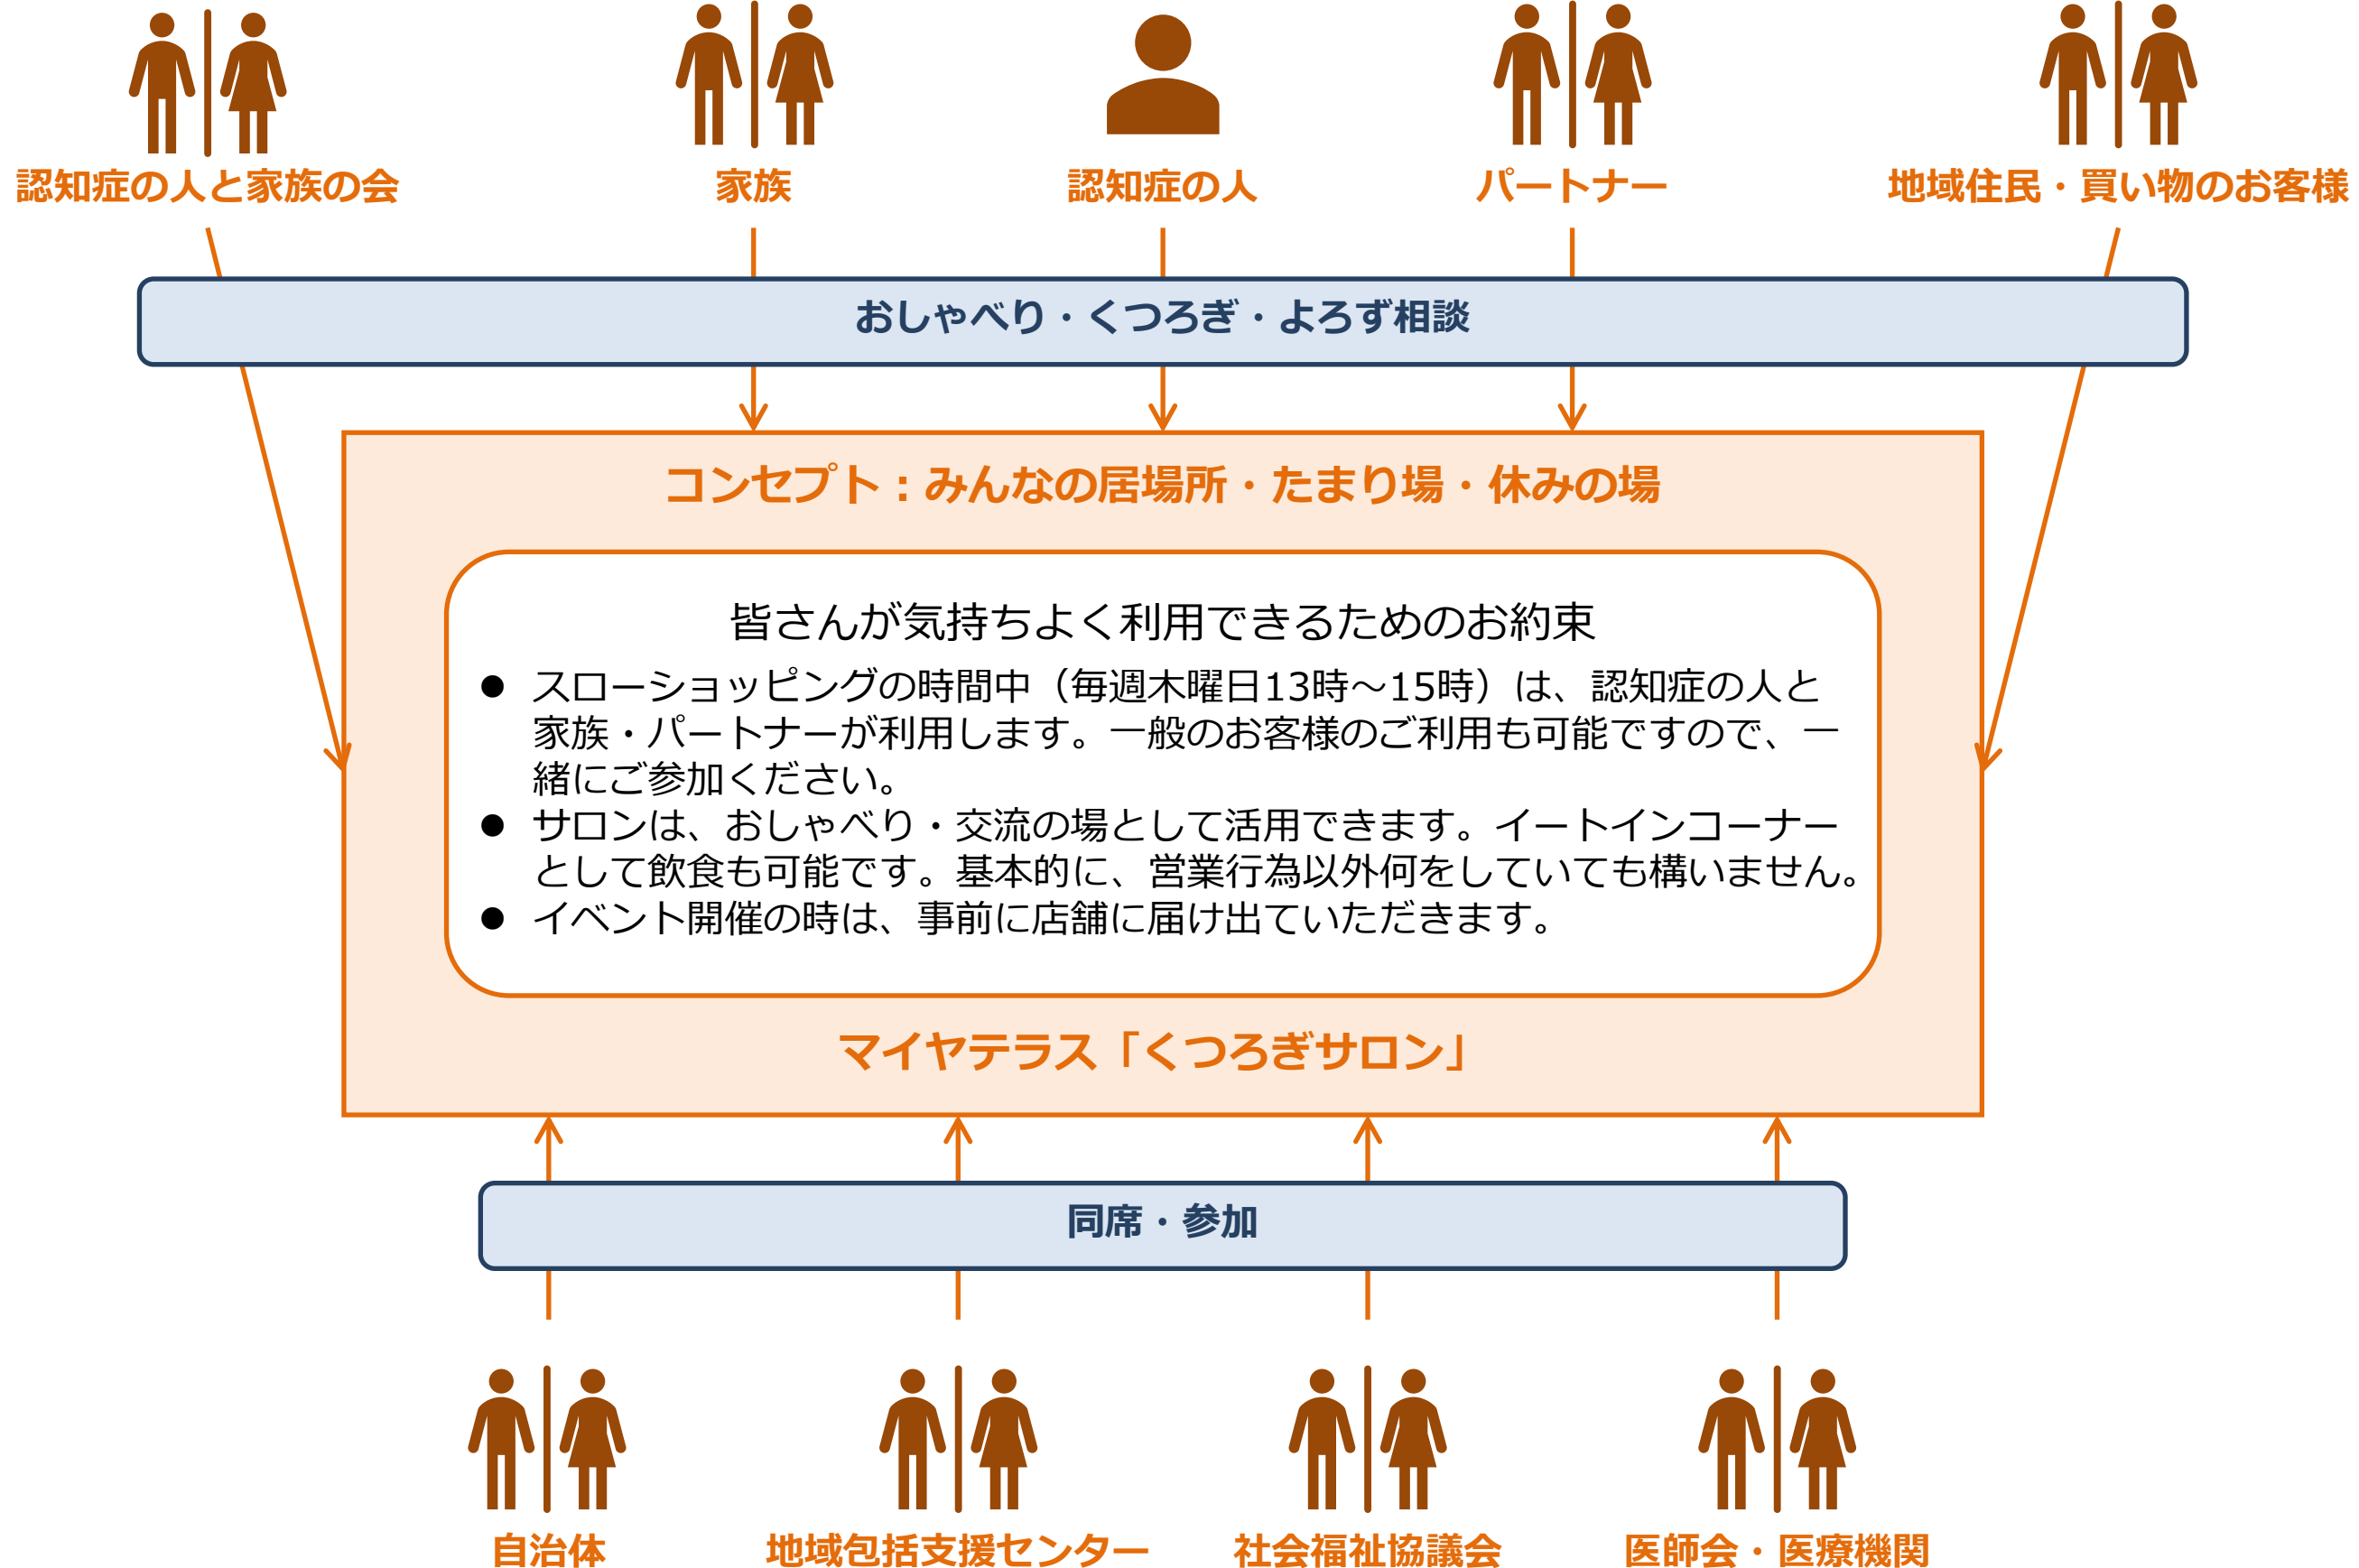 認知症の人と家族の会
家族
認知症の人
パートナー
地域住民・買い物のお客様
おしゃべり・くつろぎ・よろず相談
コンセプト：みんなの居場所・たまり場・休みの場
皆さんが気持ちよく利用できるためのお約束
● スローショッピングの時間中（毎週木曜日13時～15時）は、認知症の人と
家族・パートナーが利用します。一般のお客様のご利用も可能ですので、一
緒にご参加ください。
● サロンは、おしゃべり・交流の場として活用できます。イートインコーナー
として飲食も可能です。基本的に、営業行為以外何をしていても構いません。
● イベント開催の時は、事前に店舗に届け出ていただきます。
マイヤテラス「くつろぎサロン」
同席・参加
自治体
地域包括支援センター
社会福祉協議会
医師会・医療機関